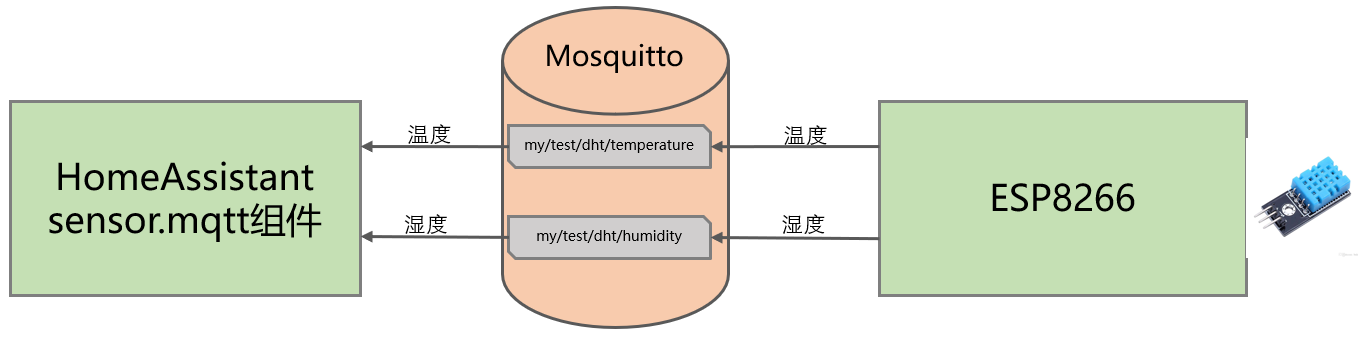 Mosquitto
温度
my/test/dht/temperature
温度
HomeAssistant
sensor.mqtt组件
ESP8266
湿度
my/test/dht/humidity
湿度